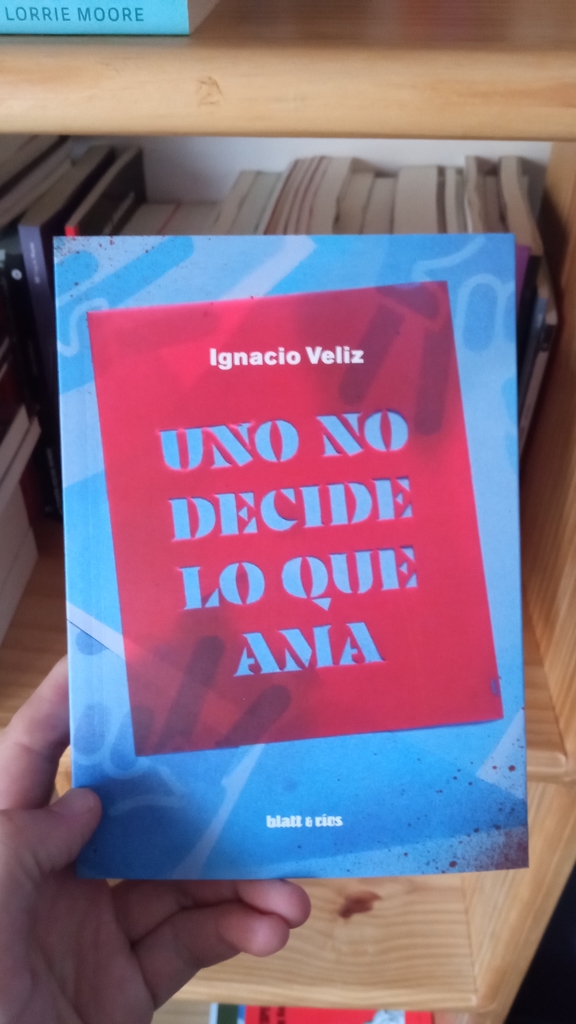 LORRIE MOORE
Ignacio Veliz
UNO NO
DECIDE
LO QUE
AMA
blatt & ríos